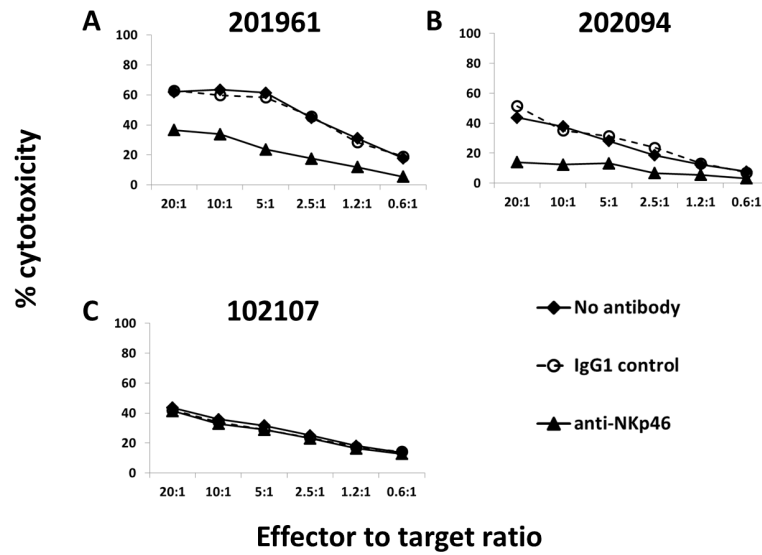 A 201961
100
80
60
40
20
0
20:1 10:1 5:1 2.5:1 1.2:1 0.6:1
B 202094
100
80
60
40
20
0
20:1 10:1 5:1 2.5:1 1.2:1 0.6:1
% cytotoxicity
C 102107
100
80
60
40
20
0
20:1 10:1 5:1 2.5:1 1.2:1 0.6:1
No antibody
IgG1 control
anti-NKp46
Effector to target ratio